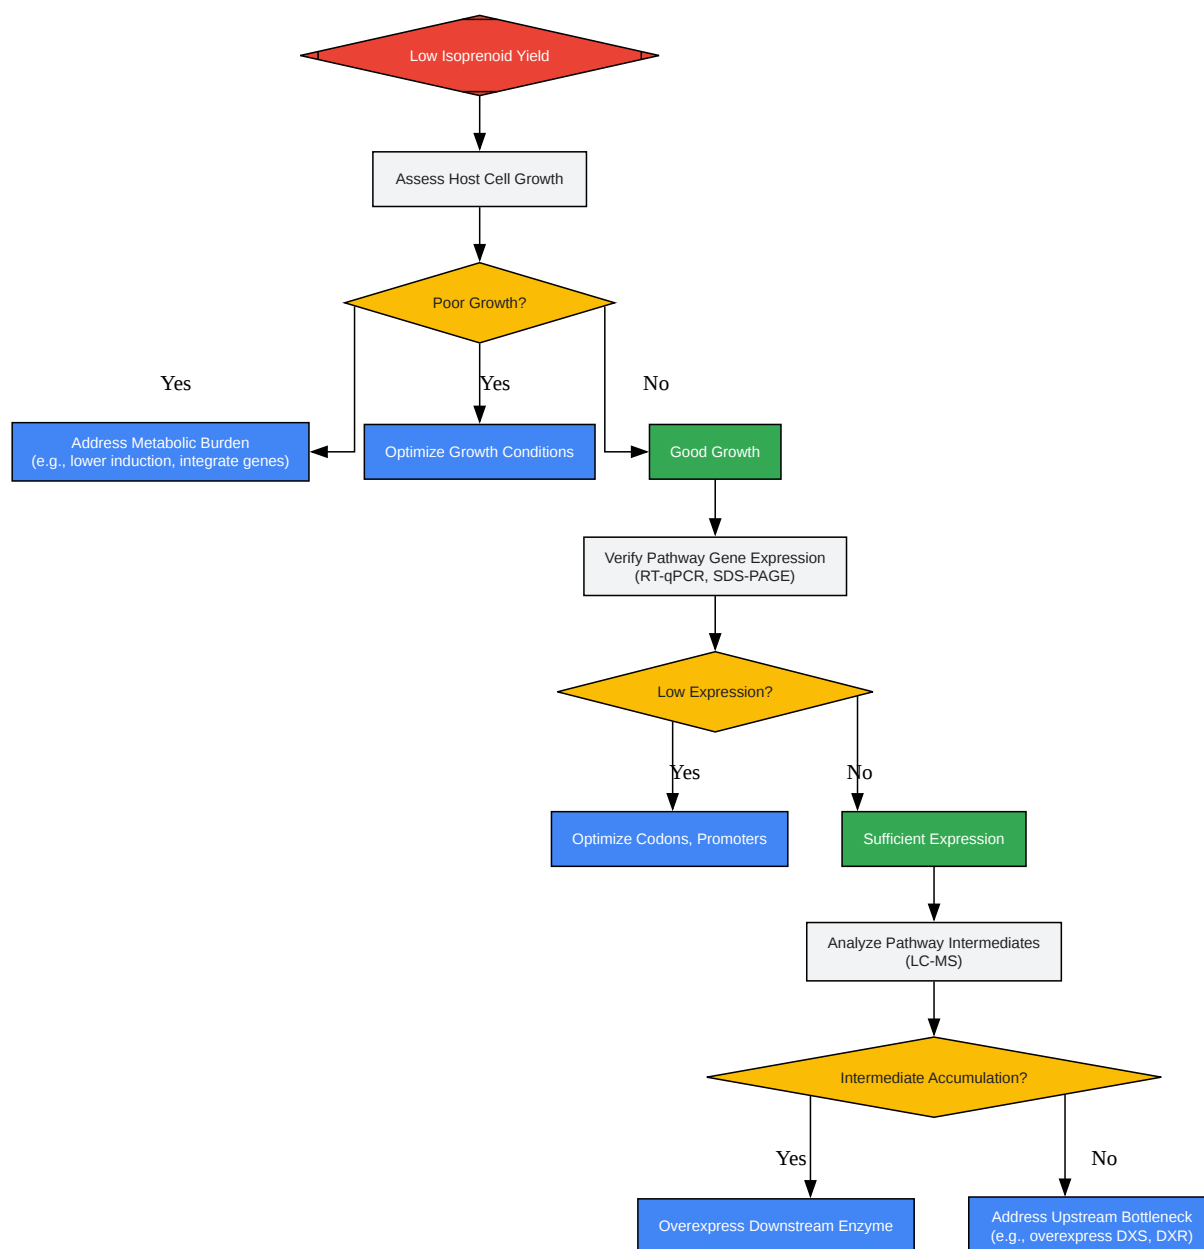 Low Isoprenoid Yield
Assess Host Cell Growth
Poor Growth?
Yes
Yes
No
Address Metabolic Burden
(e.g., lower induction, integrate genes)
Optimize Growth Conditions
Good Growth
Verify Pathway Gene Expression
(RT-qPCR, SDS-PAGE)
Low Expression?
Yes
No
Optimize Codons, Promoters
Sufficient Expression
Analyze Pathway Intermediates
(LC-MS)
Intermediate Accumulation?
Yes
No
Overexpress Downstream Enzyme
Address Upstream Bottleneck
(e.g., overexpress DXS, DXR)